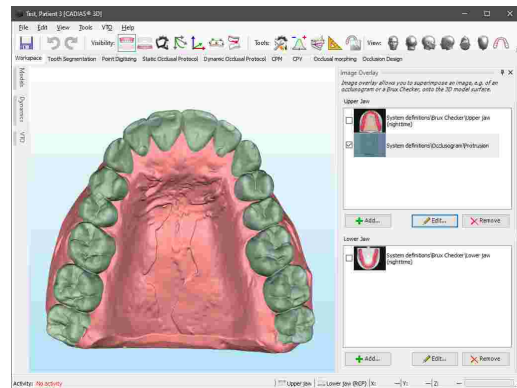 Test, Patient 3 [CADIAS® 3D]
File Edit View Tools VTD Help
Visibility: Tools: View:
Workspace Tooth Segmentation Point Digitizing Static Occlusal Protocol Dynamic Occlusal Protocol CPM CPV Occlusal morphing Occlusion Design
Models
Dynamics
VTD
Image Overlay
Image overlay allows you to superimpose an image, e.g. of an
occlusogram or a Brux Checker, onto the 3D model surface.
Upper Jaw
System definitions\Brux Checker\Upper jaw
(nighttime)
System definitions\Occlusogram\Protrusion
Add... Edit... Remove
Lower Jaw
System definitions\Brux Checker\Lower jaw
(nighttime)
Add... Edit... Remove
Activity: No activity
Upper jaw Lower jaw (RCP) X: — Y: — Z: —